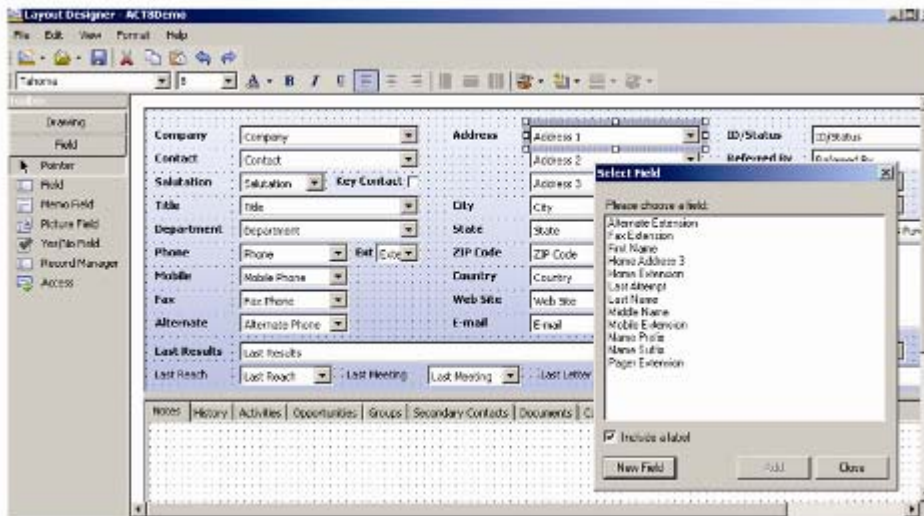 Layout Designer - ACT8Demo
File Edit View Format Help
Tahoma 8 B I U
Drawing
Field
Pointer
Field
Memo Field
Picture Field
Yes/No Field
Record Manager
Access
Company Company Address Address 1 ID/Status ID/Status
Contact Contact Address 2 Referred By Referred By
Salutation Salutation Key Contact Address 3
Title Title City City
Department Department State State
Phone Phone Ext ZIP Code ZIP Code
Mobile Mobile Phone Country Country
Fax Fax Phone Web Site Web Site
Alternate Alternate Phone E-mail E-mail
Last Results Last Results
Last Reach Last Reach Last Meeting Last Meeting Last Letter
Notes History Activities Opportunities Groups Secondary Contacts Documents
Select Field
Please choose a field:
Alternate Extension
Fax Extension
First Name
Home Address 3
Home Extension
Last Attempt
Last Name
Middle Name
Mobile Extension
Name Prefix
Name Suffix
Pager Extension
Include a label
New Field Add Close